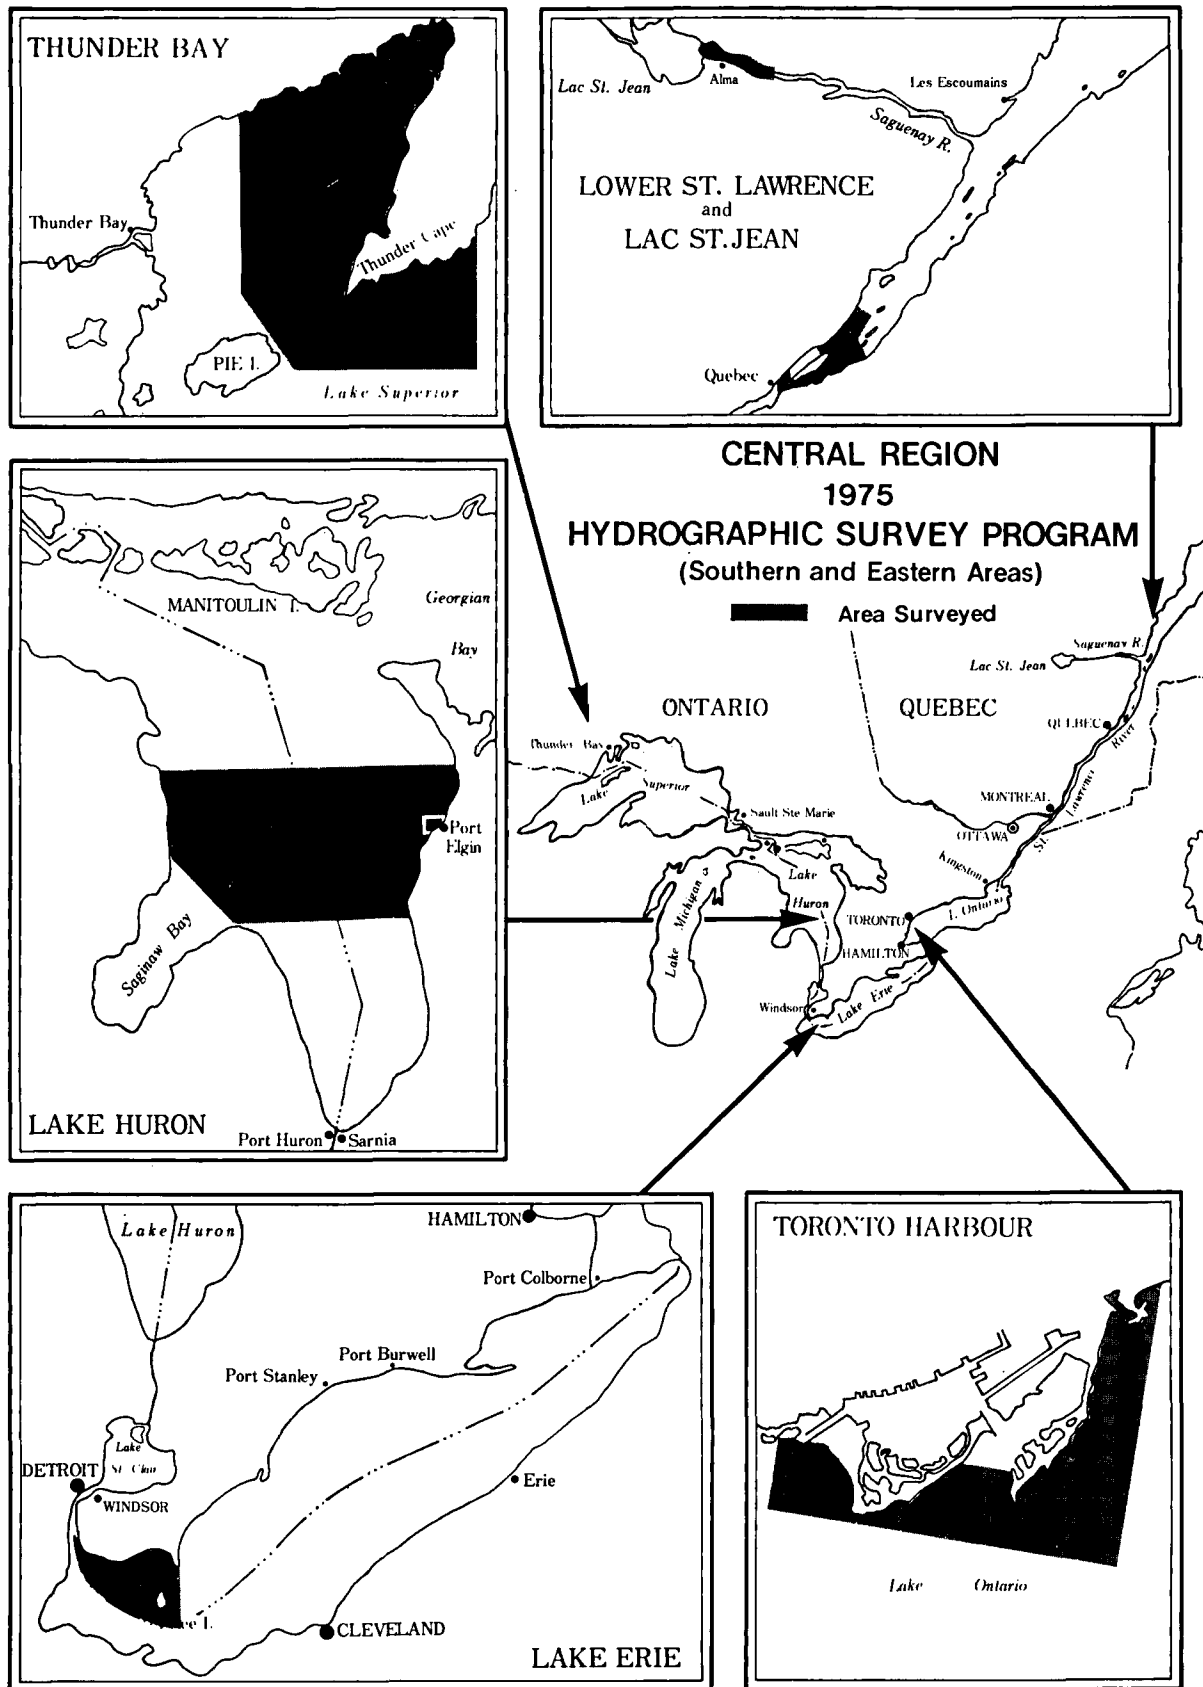 THUNDER BAY
Thunder Bay
Thunder Cape
PIE I.
Lake Superior
Lac St. Jean
Alma
Les Escoumains
Saguenay R.
LOWER ST. LAWRENCE
and
LAC ST. JEAN
Quebec
CENTRAL REGION
1975
HYDROGRAPHIC SURVEY PROGRAM
(Southern and Eastern Areas)
Area Surveyed
MANITOULIN I.
Georgian
Bay
Port
Elgin
Saginaw Bay
LAKE HURON
Port Huron
Sarnia
Saguenay R.
Lac St. Jean
ONTARIO
QUEBEC
QUEBEC
Thunder Bay
Lake Superior
Sault Ste Marie
MONTREAL
OTTAWA
St. Lawrence River
Kingston
Lake
Huron
Lake Michigan
TORONTO
L. Ontario
HAMILTON
Windsor
Lake Erie
Lake Huron
HAMILTON
Port Colborne
Port Burwell
Port Stanley
Lake
St. Clair
DETROIT
WINDSOR
Erie
CLEVELAND
LAKE ERIE
TORONTO HARBOUR
Lake Ontario